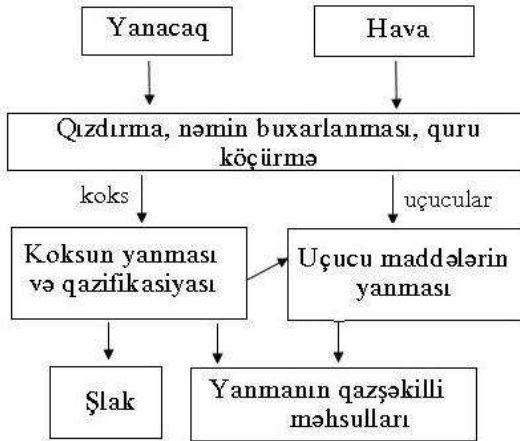 Yanacaq
Hava
Qızdırma, nəmin buxarlanması, quru
köçürmə
koks
uçucular
Koksun yanması
və qazifikasiyası
Uçucu maddələrin
yanması
Şlak
Yanmanın qazşəkilli
məhsulları